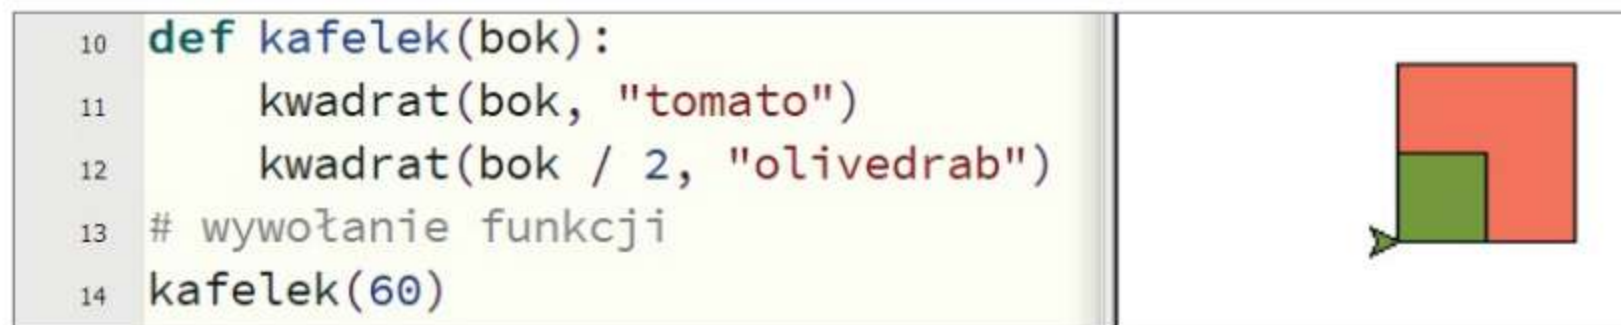 10 def kafelek(bok):
11     kwadrat(bok, "tomato")
12     kwadrat(bok / 2, "olivedrab")
13 # wywołanie funkcji
14 kafelek(60)